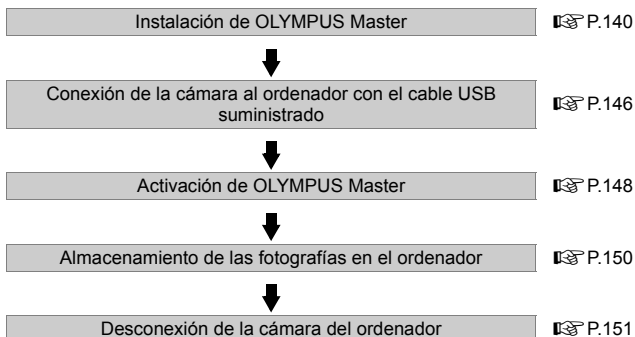 Instalación de OLYMPUS Master
☞ P.140
Conexión de la cámara al ordenador con el cable USB
suministrado
☞ P.146
Activación de OLYMPUS Master
☞ P.148
Almacenamiento de las fotografías en el ordenador
☞ P.150
Desconexión de la cámara del ordenador
☞ P.151